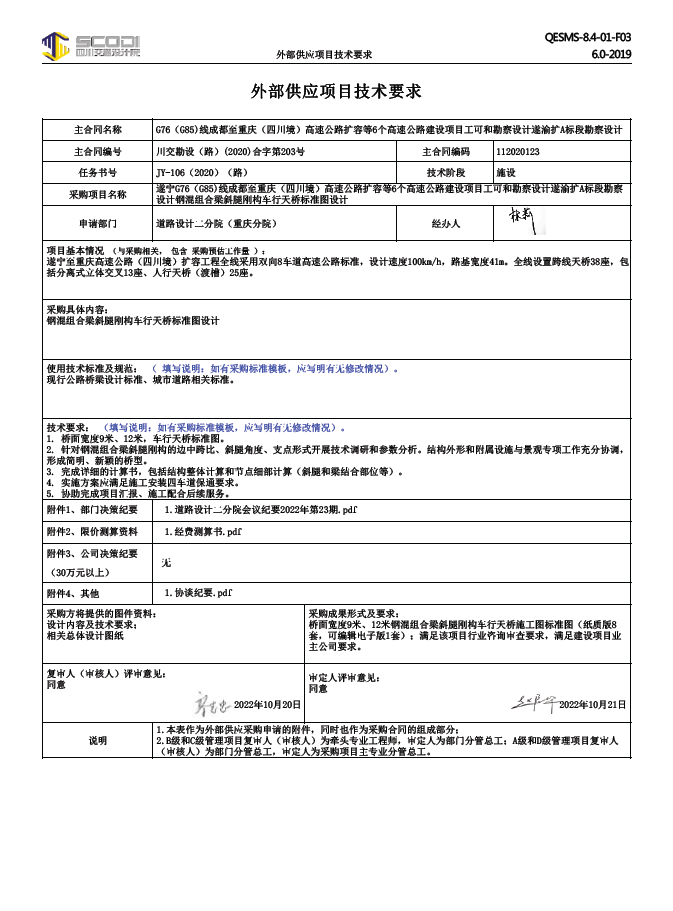 SCODI
四川交通设计院
外部供应项目技术要求
QESMS-8.4-01-F03
6.0-2019
外部供应项目技术要求
主合同名称 G76（G85)线成都至重庆（四川境）高速公路扩容等6个高速公路建设项目工可和勘察设计遂渝扩A标段勘察设计
主合同编号 川交勘设（路）(2020)合字第203号 主合同编码 112020123
任务书号 JY-106（2020）（路） 技术阶段 施设
采购项目名称 遂宁G76（G85)线成都至重庆（四川境）高速公路扩容等6个高速公路建设项目工可和勘察设计遂渝扩A标段勘察
设计钢混组合梁斜腿刚构车行天桥标准图设计
申请部门 道路设计二分院（重庆分院） 经办人
项目基本情况 （与采购相关， 包含 采购预估工作量 ）：
遂宁至重庆高速公路（四川境）扩容工程全线采用双向8车道高速公路标准，设计速度100km/h，路基宽度41m。全线设置跨线天桥38座，包
括分离式立体交叉13座、人行天桥（渡槽）25座。
采购具体内容：
钢混组合梁斜腿刚构车行天桥标准图设计
使用技术标准及规范： （ 填写说明：如有采购标准模板，应写明有无修改情况）。
现行公路桥梁设计标准、城市道路相关标准。
技术要求： （填写说明：如有采购标准模板，应写明有无修改情况）。
1. 桥面宽度9米、12米，车行天桥标准图。
2. 针对钢混组合梁斜腿刚构的边中跨比、斜腿角度、支点形式开展技术调研和参数分析。结构外形和附属设施与景观专项工作充分协调，
形成简明、新颖的桥型。
3. 完成详细的计算书，包括结构整体计算和节点细部计算（斜腿和梁结合部位等）。
4. 实施方案应满足施工安装四车道保通要求。
5. 协助完成项目汇报、施工配合后续服务。
附件1、部门决策纪要 1.道路设计二分院会议纪要2022年第23期.pdf
附件2、限价测算资料 1.经费测算书.pdf
附件3、公司决策纪要
（30万元以上） 无
附件4、其他 1.协谈纪要.pdf
采购方将提供的图件资料：
设计内容及技术要求；
相关总体设计图纸
采购成果形式及要求：
桥面宽度9米、12米钢混组合梁斜腿刚构车行天桥施工图标准图（纸质版8
套，可编辑电子版1套）；满足该项目行业咨询审查要求，满足建设项目业
主公司要求。
复审人（审核人）评审意见：
同意
2022年10月20日
审定人评审意见：
同意
2022年10月21日
说明
1.本表作为外部供应采购申请的附件，同时也作为采购合同的组成部分；
2.B级和C级管理项目复审人（审核人）为牵头专业工程师，审定人为部门分管总工；A级和D级管理项目复审人
（审核人）为部门分管总工，审定人为采购项目主专业分管总工。